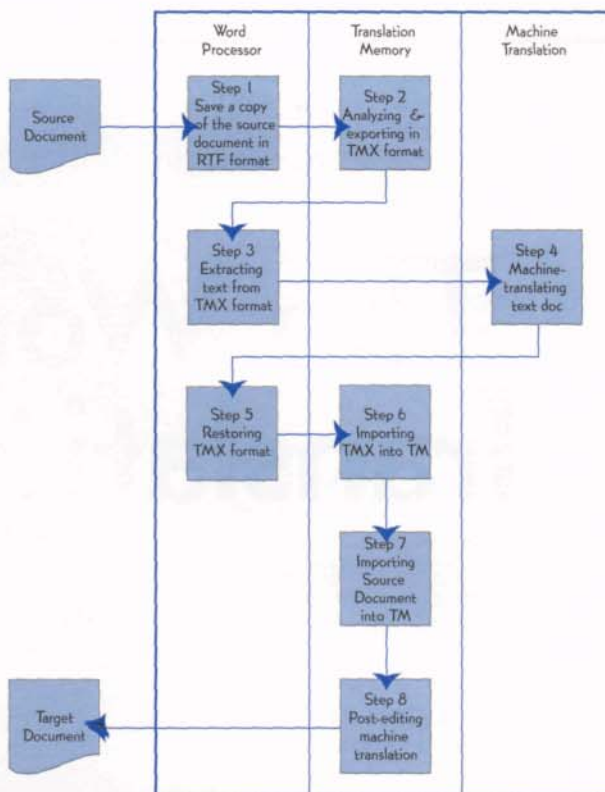 Word
Processor
Translation
Memory
Machine
Translation
Source
Document
Step 1
Save a copy
of the source
document in
RTF format
Step 2
Analyzing &
exporting in
TMX format
Step 3
Extracting
text from
TMX format
Step 4
Machine-
translating
text doc
Step 5
Restoring
TMX format
Step 6
Importing
TMX into TM
Step 7
Importing
Source
Document
into TM
Step 8
Post-editing
machine
translation
Target
Document